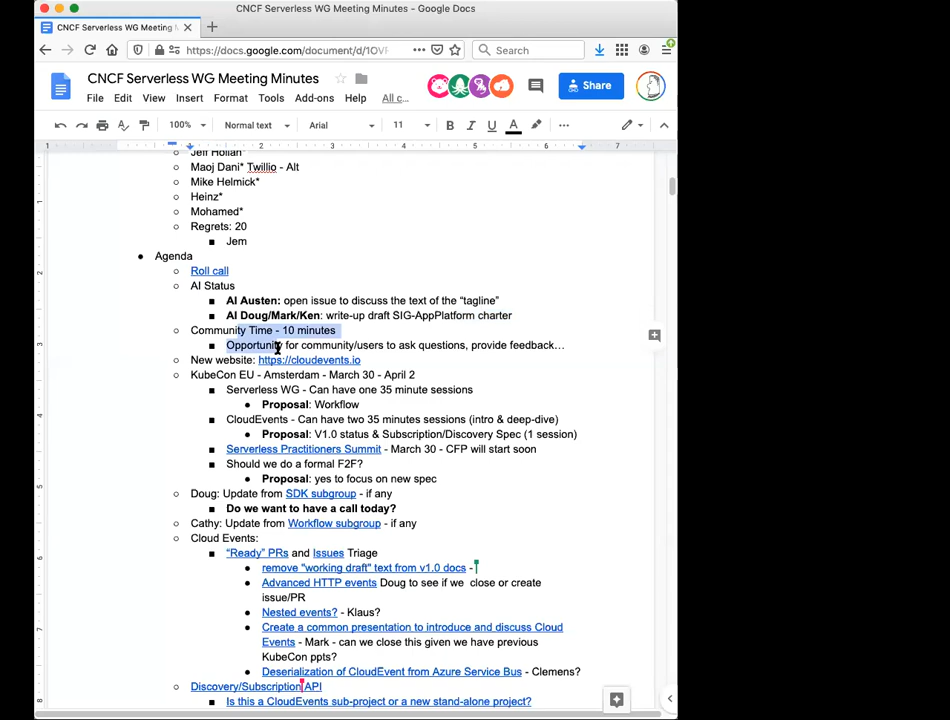 CNCF Serverless WG Meeting Minutes - Google Docs
CNCF Serverless WG Meeting Minutes
https://docs.google.com/document/d/1OVF
Search
CNCF Serverless WG Meeting Minutes
File Edit View Insert Format Tools Add-ons Help All c...
Share
100% Normal text Arial 11 B I U A
1 1 2 3 4 5 6 7
Jeff Hollan*
Maoj Dani* Twillio - Alt
Mike Helmick*
Heinz*
Mohamed*
Regrets: 20
Jem
Agenda
Roll call
AI Status
AI Austen: open issue to discuss the text of the “tagline”
AI Doug/Mark/Ken: write-up draft SIG-AppPlatform charter
Community Time - 10 minutes
Opportunity for community/users to ask questions, provide feedback…
New website: https://cloudevents.io
KubeCon EU - Amsterdam - March 30 - April 2
Serverless WG - Can have one 35 minute sessions
Proposal: Workflow
CloudEvents - Can have two 35 minutes sessions (intro & deep-dive)
Proposal: V1.0 status & Subscription/Discovery Spec (1 session)
Serverless Practitioners Summit - March 30 - CFP will start soon
Should we do a formal F2F?
Proposal: yes to focus on new spec
Doug: Update from SDK subgroup - if any
Do we want to have a call today?
Cathy: Update from Workflow subgroup - if any
Cloud Events:
“Ready” PRs and Issues Triage
remove "working draft" text from v1.0 docs -
Advanced HTTP events Doug to see if we close or create
issue/PR
Nested events? - Klaus?
Create a common presentation to introduce and discuss Cloud
Events - Mark - can we close this given we have previous
KubeCon ppts?
Deserialization of CloudEvent from Azure Service Bus - Clemens?
Discovery/Subscription API
Is this a CloudEvents sub-project or a new stand-alone project?